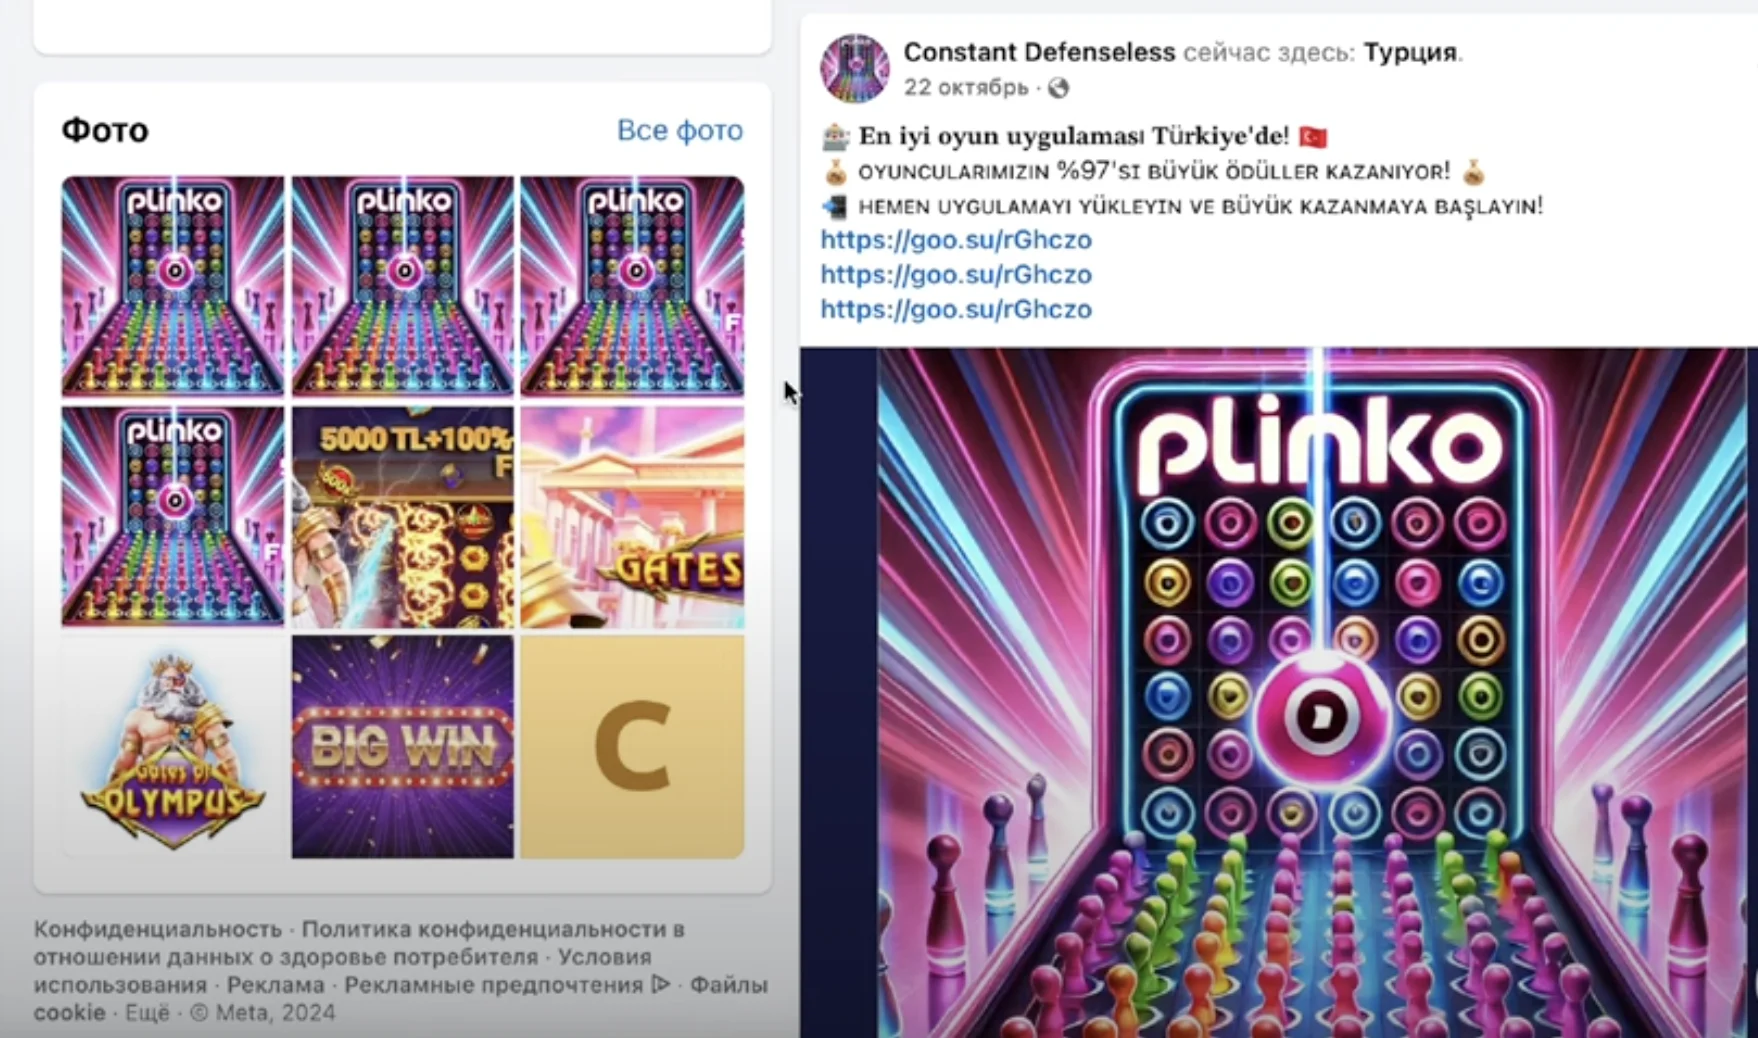 Фото
Все фото
plinko
plinko
plinko
F
plinko
F
5000 TL+100%
F
GATES
Gates of
OLYMPUS
BIG WIN
C
Конфиденциальность · Политика конфиденциальности в
отношении данных о здоровье потребителя · Условия
использования · Реклама · Рекламные предпочтения · Файлы
cookie · Ещё · © Meta, 2024
Constant Defenseless сейчас здесь: Турция.
22 октябрь ·
En iyi oyun uygulaması Türkiye'de!
OYUNCULARIMIZIN %97'SI BÜYÜK ÖDÜLLER KAZANIYOR!
HEMEN UYGULAMAYI YÜKLEYIN VE BÜYÜK KAZANMAYA BAŞLAYIN!
https://goo.su/rGhczo
https://goo.su/rGhczo
https://goo.su/rGhczo
plinko